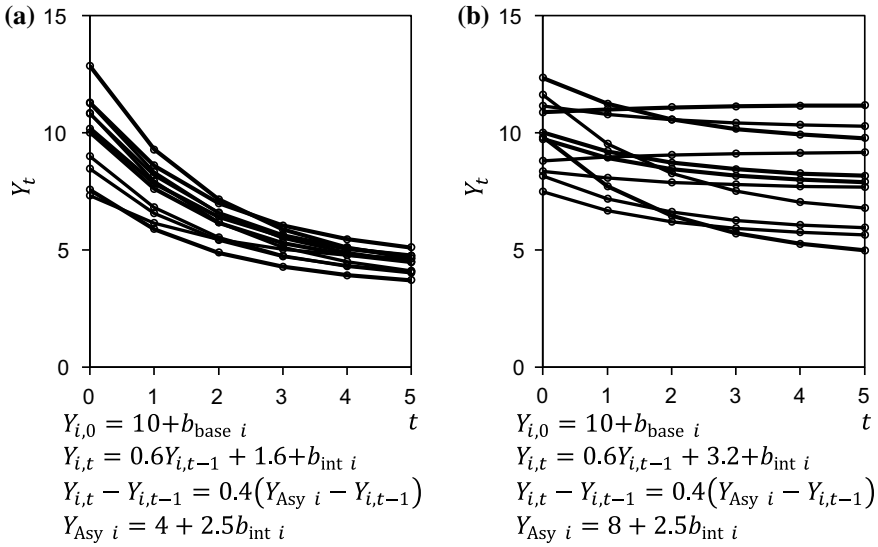 (a)
15
10
5
0
Y_t
0 1 2 3 4 5
t
Y_{i,0} = 10+b_{base i}
Y_{i,t} = 0.6Y_{i,t−1} + 1.6+b_{int i}
Y_{i,t} − Y_{i,t−1} = 0.4(Y_{Asy i} − Y_{i,t−1})
Y_{Asy i} = 4 + 2.5b_{int i}
(b)
15
10
5
0
Y_t
0 1 2 3 4 5
t
Y_{i,0} = 10+b_{base i}
Y_{i,t} = 0.6Y_{i,t−1} + 3.2+b_{int i}
Y_{i,t} − Y_{i,t−1} = 0.4(Y_{Asy i} − Y_{i,t−1})
Y_{Asy i} = 8 + 2.5b_{int i}